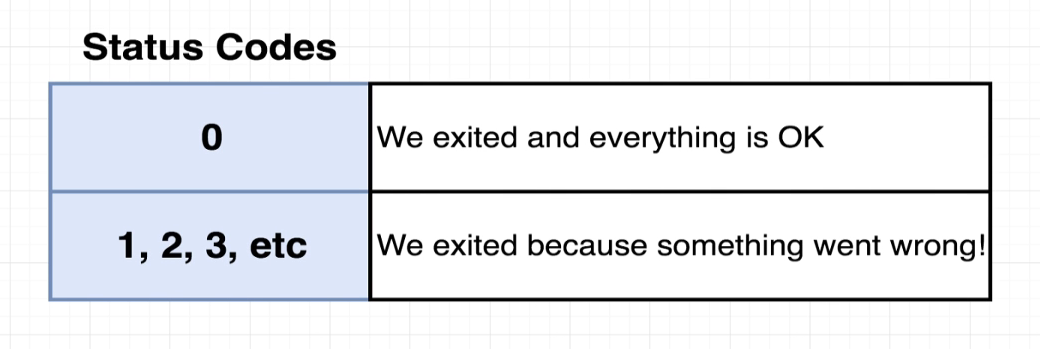 Status Codes
0
We exited and everything is OK
1, 2, 3, etc
We exited because something went wrong!